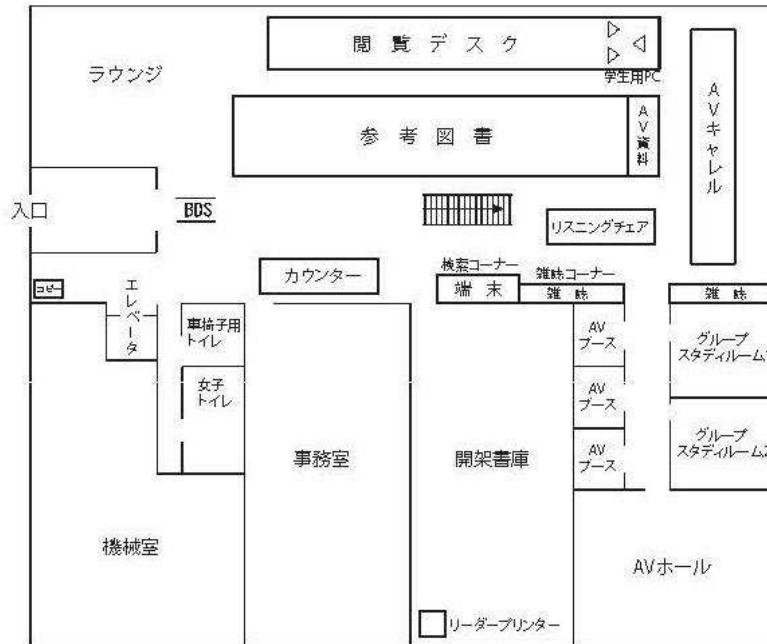 閲覧デスク
学生用PC
ラウンジ
AVキャレル
参考図書
AV資料
入口
BDS
リスニングチェア
カウンター
検索コーナー
端末
雑誌コーナー
雑誌
雑誌
コピー
エレベータ
車椅子用
トイレ
女子
トイレ
AV
ブース
AV
ブース
AV
ブース
グループ
スタディルーム1
グループ
スタディルーム2
事務室
開架書庫
機械室
AVホール
リーダープリンター